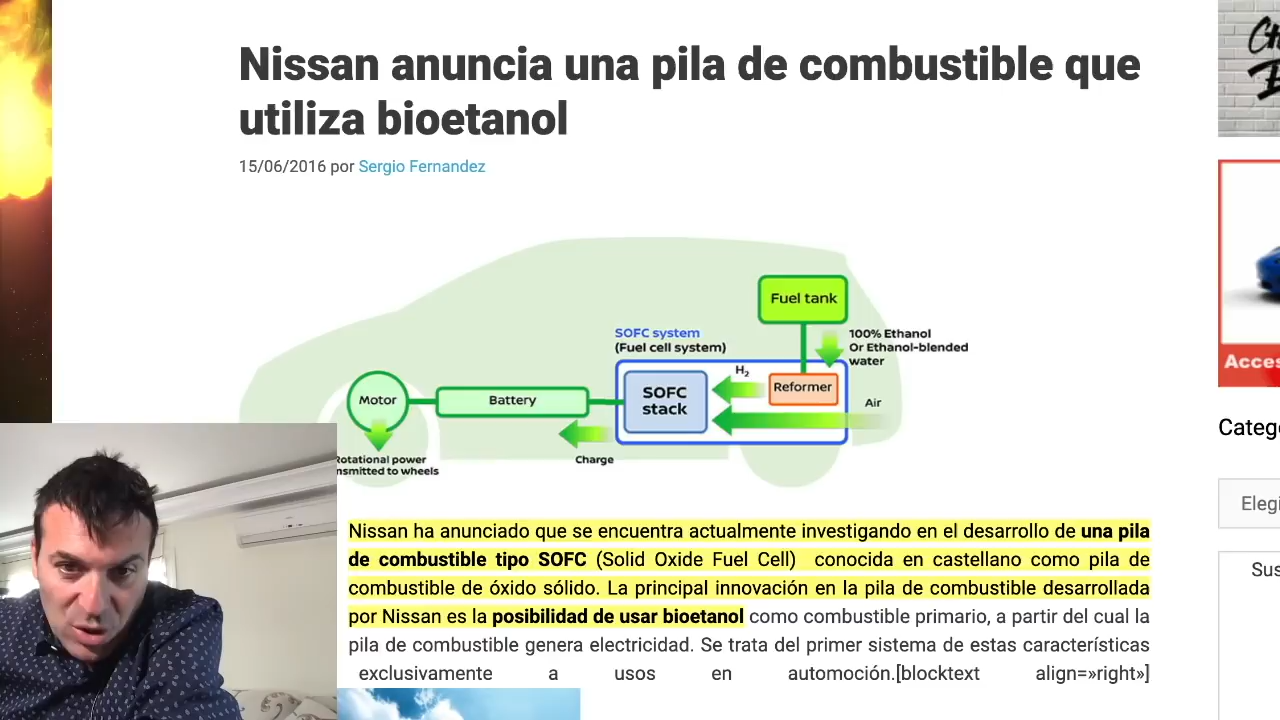 Nissan anuncia una pila de combustible que
utiliza bioetanol
15/06/2016 por Sergio Fernandez
Fuel tank
SOFC system
(Fuel cell system)
100% Ethanol
Or Ethanol-blended
water
H2
Reformer
SOFC
stack
Air
Motor
Battery
Charge
Rotational power
nsmitted to wheels
Nissan ha anunciado que se encuentra actualmente investigando en el desarrollo de una pila
de combustible tipo SOFC (Solid Oxide Fuel Cell) conocida en castellano como pila de
combustible de óxido sólido. La principal innovación en la pila de combustible desarrollada
por Nissan es la posibilidad de usar bioetanol como combustible primario, a partir del cual la
pila de combustible genera electricidad. Se trata del primer sistema de estas características
exclusivamente a usos en automoción.[blocktext align=»right»]
Acces
Catego
Elegi
Sus